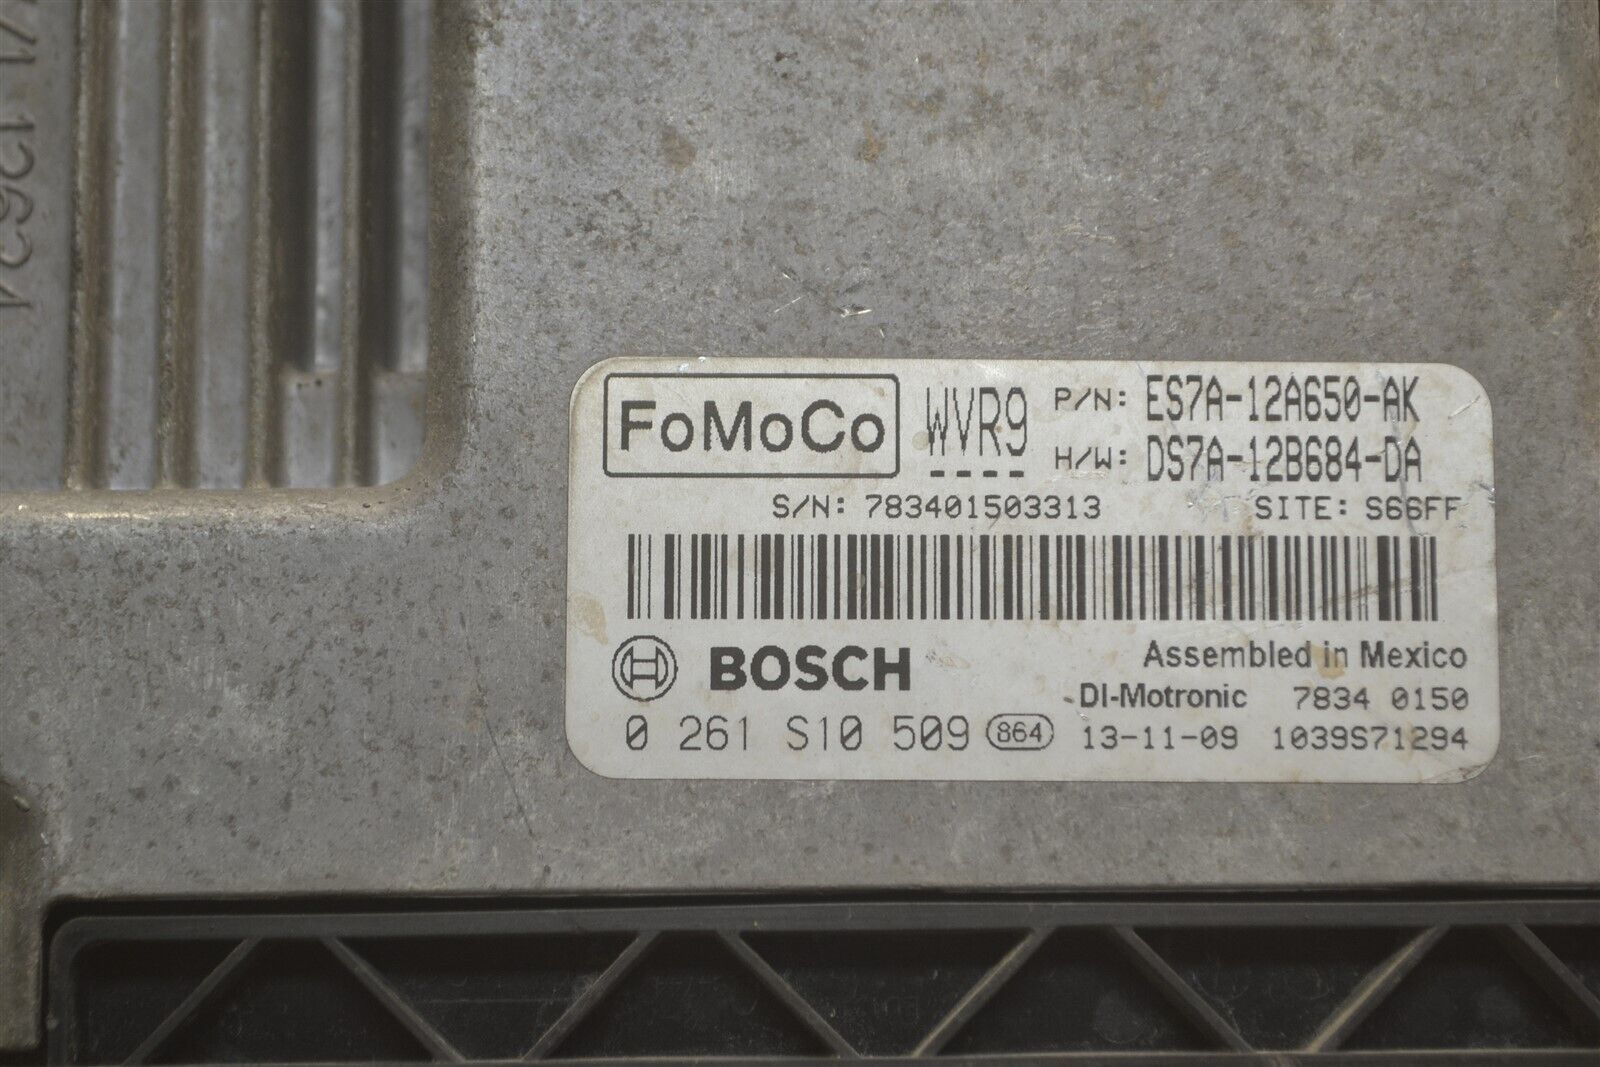 FoMoCo WVR9 P/N: ES7A-12A650-AK
H/W: DS7A-12B684-DA
S/N: 783401503313 SITE: S66FF
BOSCH Assembled in Mexico
DI-Motronic 7834 0150
0 261 S10 509 864 13-11-09 1039S71294